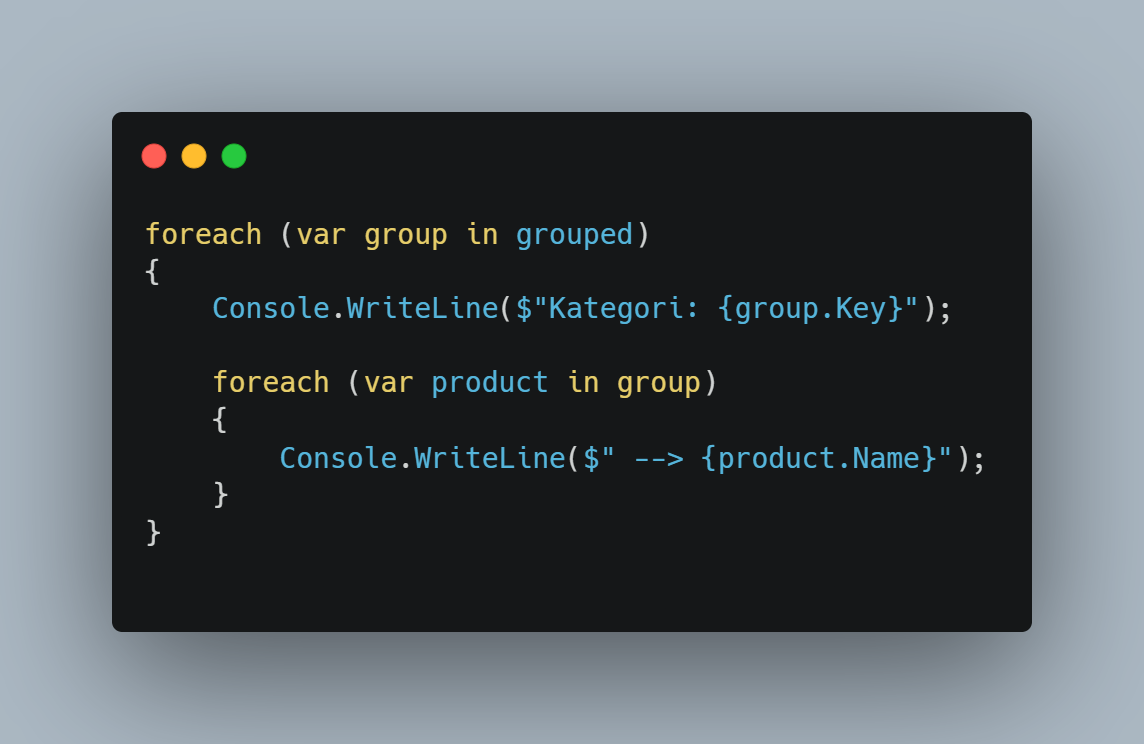 foreach (var group in grouped)
{
    Console.WriteLine($"Kategori: {group.Key}");

    foreach (var product in group)
    {
        Console.WriteLine($" --> {product.Name}");
    }
}